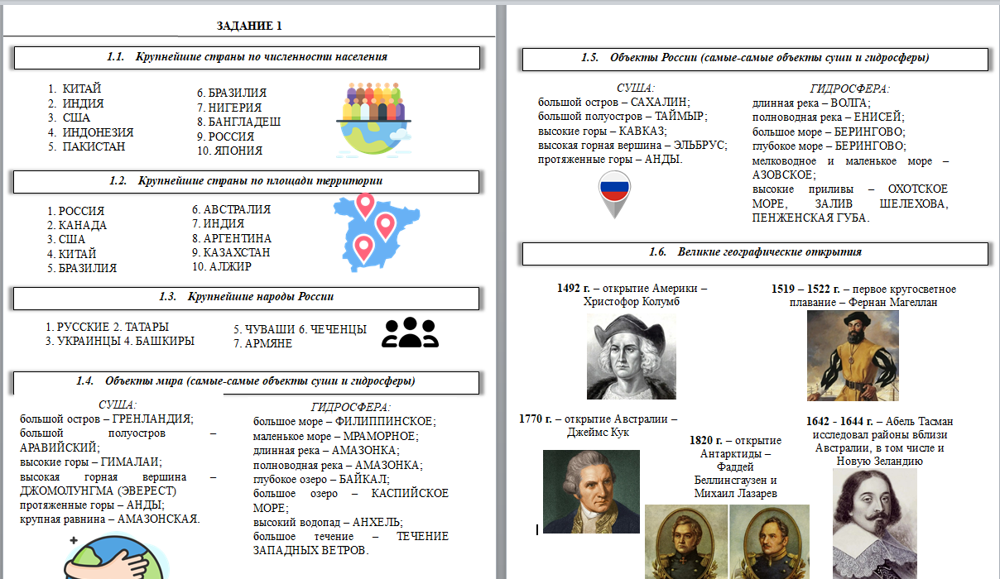 ЗАДАНИЕ 1
1.1. Крупнейшие страны по численности населения
1. КИТАЙ
2. ИНДИЯ
3. США
4. ИНДОНЕЗИЯ
5. ПАКИСТАН
6. БРАЗИЛИЯ
7. НИГЕРИЯ
8. БАНГЛАДЕШ
9. РОССИЯ
10. ЯПОНИЯ
1.2. Крупнейшие страны по площади территории
1. РОССИЯ
2. КАНАДА
3. США
4. КИТАЙ
5. БРАЗИЛИЯ
6. АВСТРАЛИЯ
7. ИНДИЯ
8. АРГЕНТИНА
9. КАЗАХСТАН
10. АЛЖИР
1.3. Крупнейшие народы России
1. РУССКИЕ 2. ТАТАРЫ
3. УКРАИНЦЫ 4. БАШКИРЫ
5. ЧУВАШИ 6. ЧЕЧЕНЦЫ
7. АРМЯНЕ
1.4. Объекты мира (самые-самые объекты суши и гидросферы)
СУША:
большой остров – ГРЕНЛАНДИЯ;
большой полуостров –
АРАВИЙСКИЙ;
высокие горы – ГИМАЛАИ;
высокая горная вершина –
ДЖОМОЛУНГМА (ЭВЕРЕСТ)
протяженные горы – АНДЫ;
крупная равнина – АМАЗОНСКАЯ.
ГИДРОСФЕРА:
большое море – ФИЛИППИНСКОЕ;
маленькое море – МРАМОРНОЕ;
длинная река – АМАЗОНКА;
полноводная река – АМАЗОНКА;
глубокое озеро – БАЙКАЛ;
большое озеро – КАСПИЙСКОЕ
МОРЕ;
высокий водопад – АНХЕЛЬ;
большое течение – ТЕЧЕНИЕ
ЗАПАДНЫХ ВЕТРОВ.
1.5. Объекты России (самые-самые объекты суши и гидросферы)
СУША:
большой остров – САХАЛИН;
большой полуостров – ТАЙМЫР;
высокие горы – КАВКАЗ;
высокая горная вершина – ЭЛЬБРУС;
протяженные горы – АНДЫ.
ГИДРОСФЕРА:
длинная река – ВОЛГА;
полноводная река – ЕНИСЕЙ;
большое море – БЕРИНГОВО;
глубокое море – БЕРИНГОВО;
мелководное и маленькое море –
АЗОВСКОЕ;
высокие приливы – ОХОТСКОЕ
МОРЕ, ЗАЛИВ ШЕЛЕХОВА,
ПЕНЖЕНСКАЯ ГУБА.
1.6. Великие географические открытия
1492 г. – открытие Америки –
Христофор Колумб
1519 – 1522 г. – первое кругосветное
плавание – Фернан Магеллан
1770 г. – открытие Австралии –
Джеймс Кук
1820 г. – открытие
Антарктиды –
Фаддей
Беллинсгаузен и
Михаил Лазарев
1642 - 1644 г. – Абель Тасман
исследовал районы вблизи
Австралии, в том числе и
Новую Зеландию